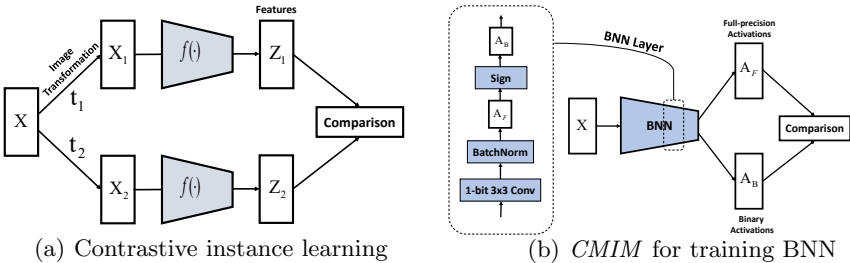 Features
Image
Transformation
X
t1
X1
f(·)
Z1
Comparison
t2
X2
f(·)
Z2
(a) Contrastive instance learning
AB
Sign
AF
BatchNorm
1-bit 3x3 Conv
BNN Layer
Full-precision
Activations
AF
X
BNN
Comparison
AB
Binary
Activations
(b) CMIM for training BNN